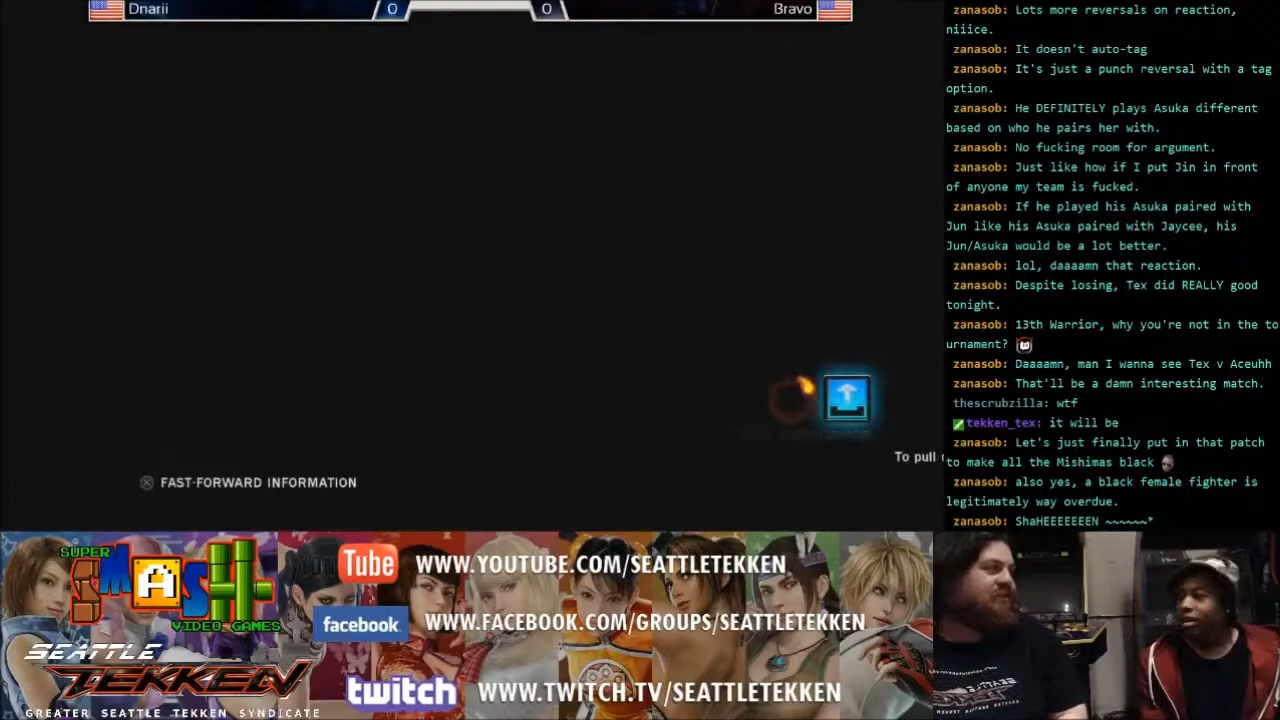 Dnarii 0 0 Bravo
To pull
FAST-FORWARD INFORMATION
zanasob: Lots more reversals on reaction,
niiice.
zanasob: It doesn't auto-tag
zanasob: It's just a punch reversal with a tag
option.
zanasob: He DEFINITELY plays Asuka different
based on who he pairs her with.
zanasob: No fucking room for argument.
zanasob: Just like how if I put Jin in front
of anyone my team is fucked.
zanasob: If he played his Asuka paired with
Jun like his Asuka paired with Jaycee, his
Jun/Asuka would be a lot better.
zanasob: lol, daaaamn that reaction.
zanasob: Despite losing, Tex did REALLY good
tonight.
zanasob: 13th Warrior, why you're not in the to
urnament?
zanasob: Daaaamn, man I wanna see Tex v Aceuhh
zanasob: That'll be a damn interesting match.
thescrubzilla: wtf
tekken_tex: it will be
zanasob: Let's just finally put in that patch
to make all the Mishimas black
zanasob: also yes, a black female fighter is
legitimately way overdue.
zanasob: ShaHEEEEEEN ~~~~~~*
SUPER
SMASH
VIDEO GAMES
SEATTLE
TEKKEN
GREATER SEATTLE TEKKEN SYNDICATE
Tube WWW.YOUTUBE.COM/SEATTLETEKKEN
facebook WWW.FACEBOOK.COM/GROUPS/SEATTLETEKKEN
twitch WWW.TWITCH.TV/SEATTLETEKKEN